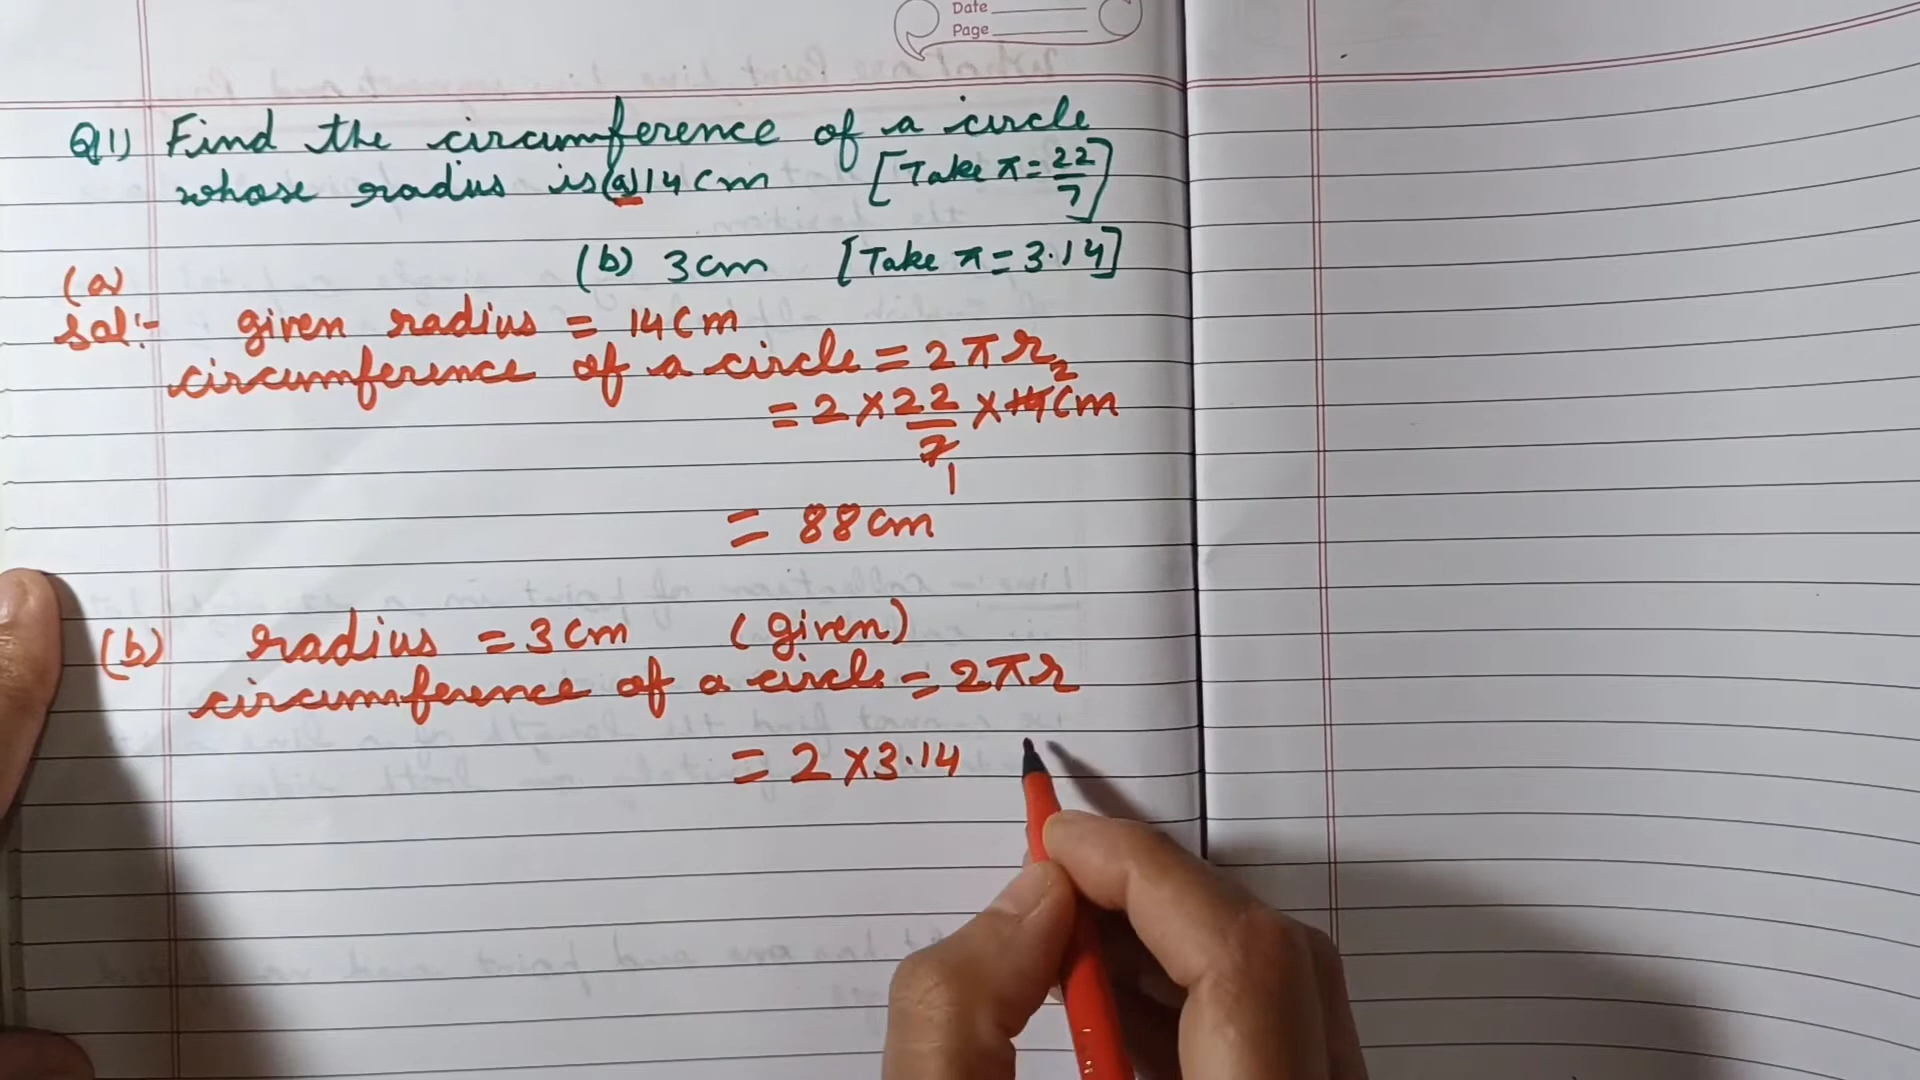 Date
Page
Q1) Find the circumference of a circle
whose radius is (a) 14 cm [Take π = 22/7]
(b) 3 cm [Take π = 3.14]
(a)
Sol:- given radius = 14 cm
circumference of a circle = 2πr
= 2 × 22/7 × 14 cm
2
1
= 88 cm
(b) radius = 3 cm (given)
circumference of a circle = 2πr
= 2 × 3.14